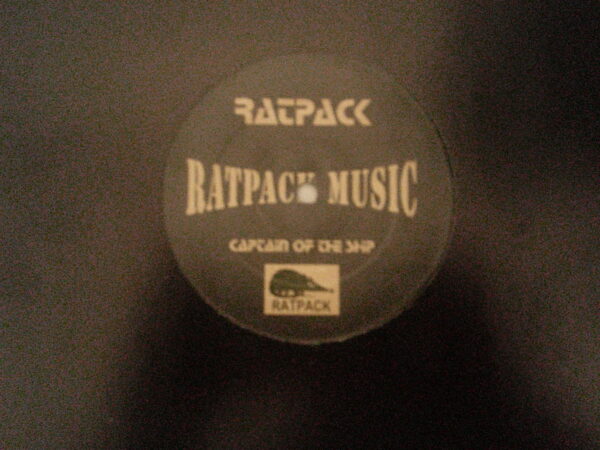 RATPACK
RATPACK MUSIC
CAPTAIN OF THE SHIP
RATPACK